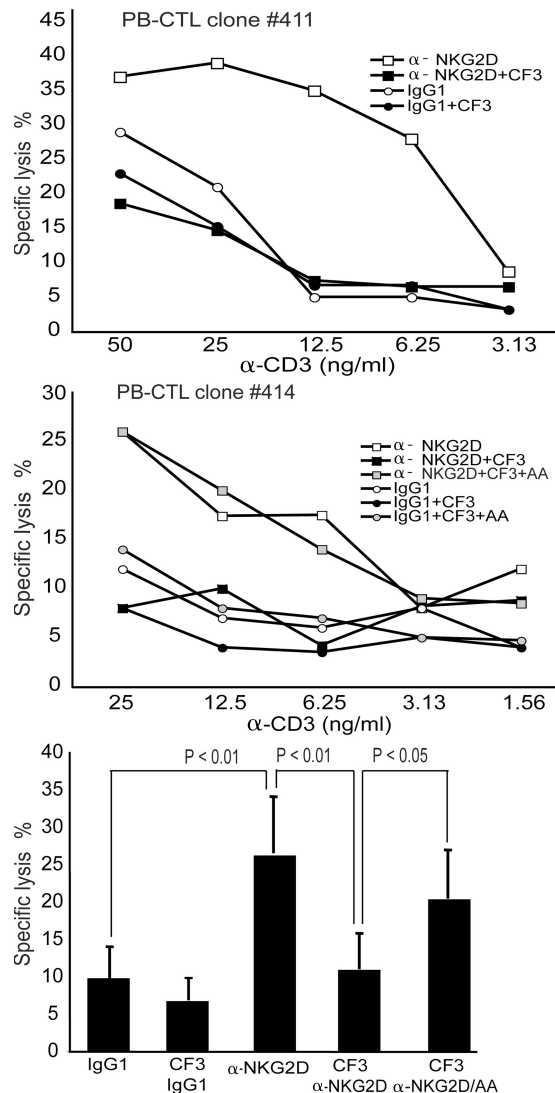 PB-CTL clone #411
45
40
35
30
25
20
15
10
5
0
Specific lysis %
α- NKG2D
α- NKG2D+CF3
IgG1
IgG1+CF3
50 25 12.5 6.25 3.13
α-CD3 (ng/ml)
PB-CTL clone #414
30
25
20
15
10
5
0
Specific lysis %
α- NKG2D
α- NKG2D+CF3
α- NKG2D+CF3+AA
IgG1
IgG1+CF3
IgG1+CF3+AA
25 12.5 6.25 3.13 1.56
α-CD3 (ng/ml)
40
35
30
25
20
15
10
5
0
Specific lysis %
P < 0.01 P < 0.01 P < 0.05
IgG1 CF3 α-NKG2D CF3 CF3
IgG1 α-NKG2D α-NKG2D/AA